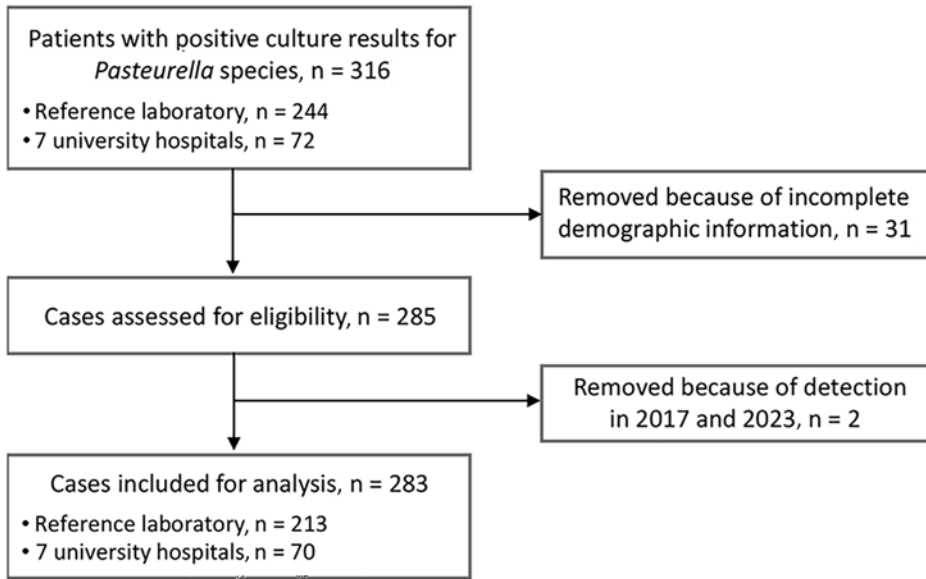 Patients with positive culture results for
Pasteurella species, n = 316
• Reference laboratory, n = 244
• 7 university hospitals, n = 72
Removed because of incomplete
demographic information, n = 31
Cases assessed for eligibility, n = 285
Removed because of detection
in 2017 and 2023, n = 2
Cases included for analysis, n = 283
• Reference laboratory, n = 213
• 7 university hospitals, n = 70